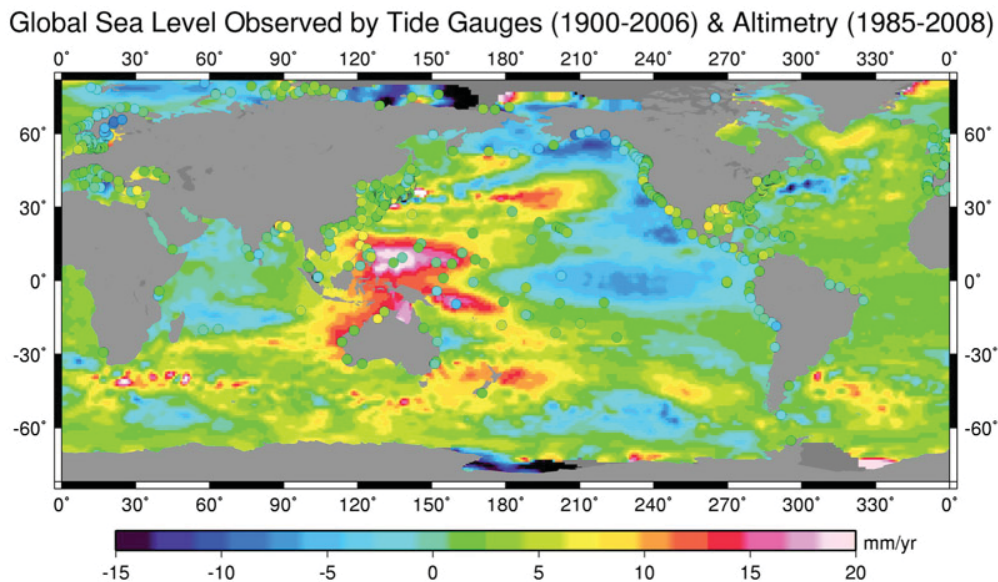 Global Sea Level Observed by Tide Gauges (1900-2006) & Altimetry (1985-2008)
0° 30° 60° 90° 120° 150° 180° 210° 240° 270° 300° 330° 0°
60° 60°
30° 30°
0° 0°
-30° -30°
-60° -60°
0° 30° 60° 90° 120° 150° 180° 210° 240° 270° 300° 330° 0°
mm/yr
-15 -10 -5 0 5 10 15 20